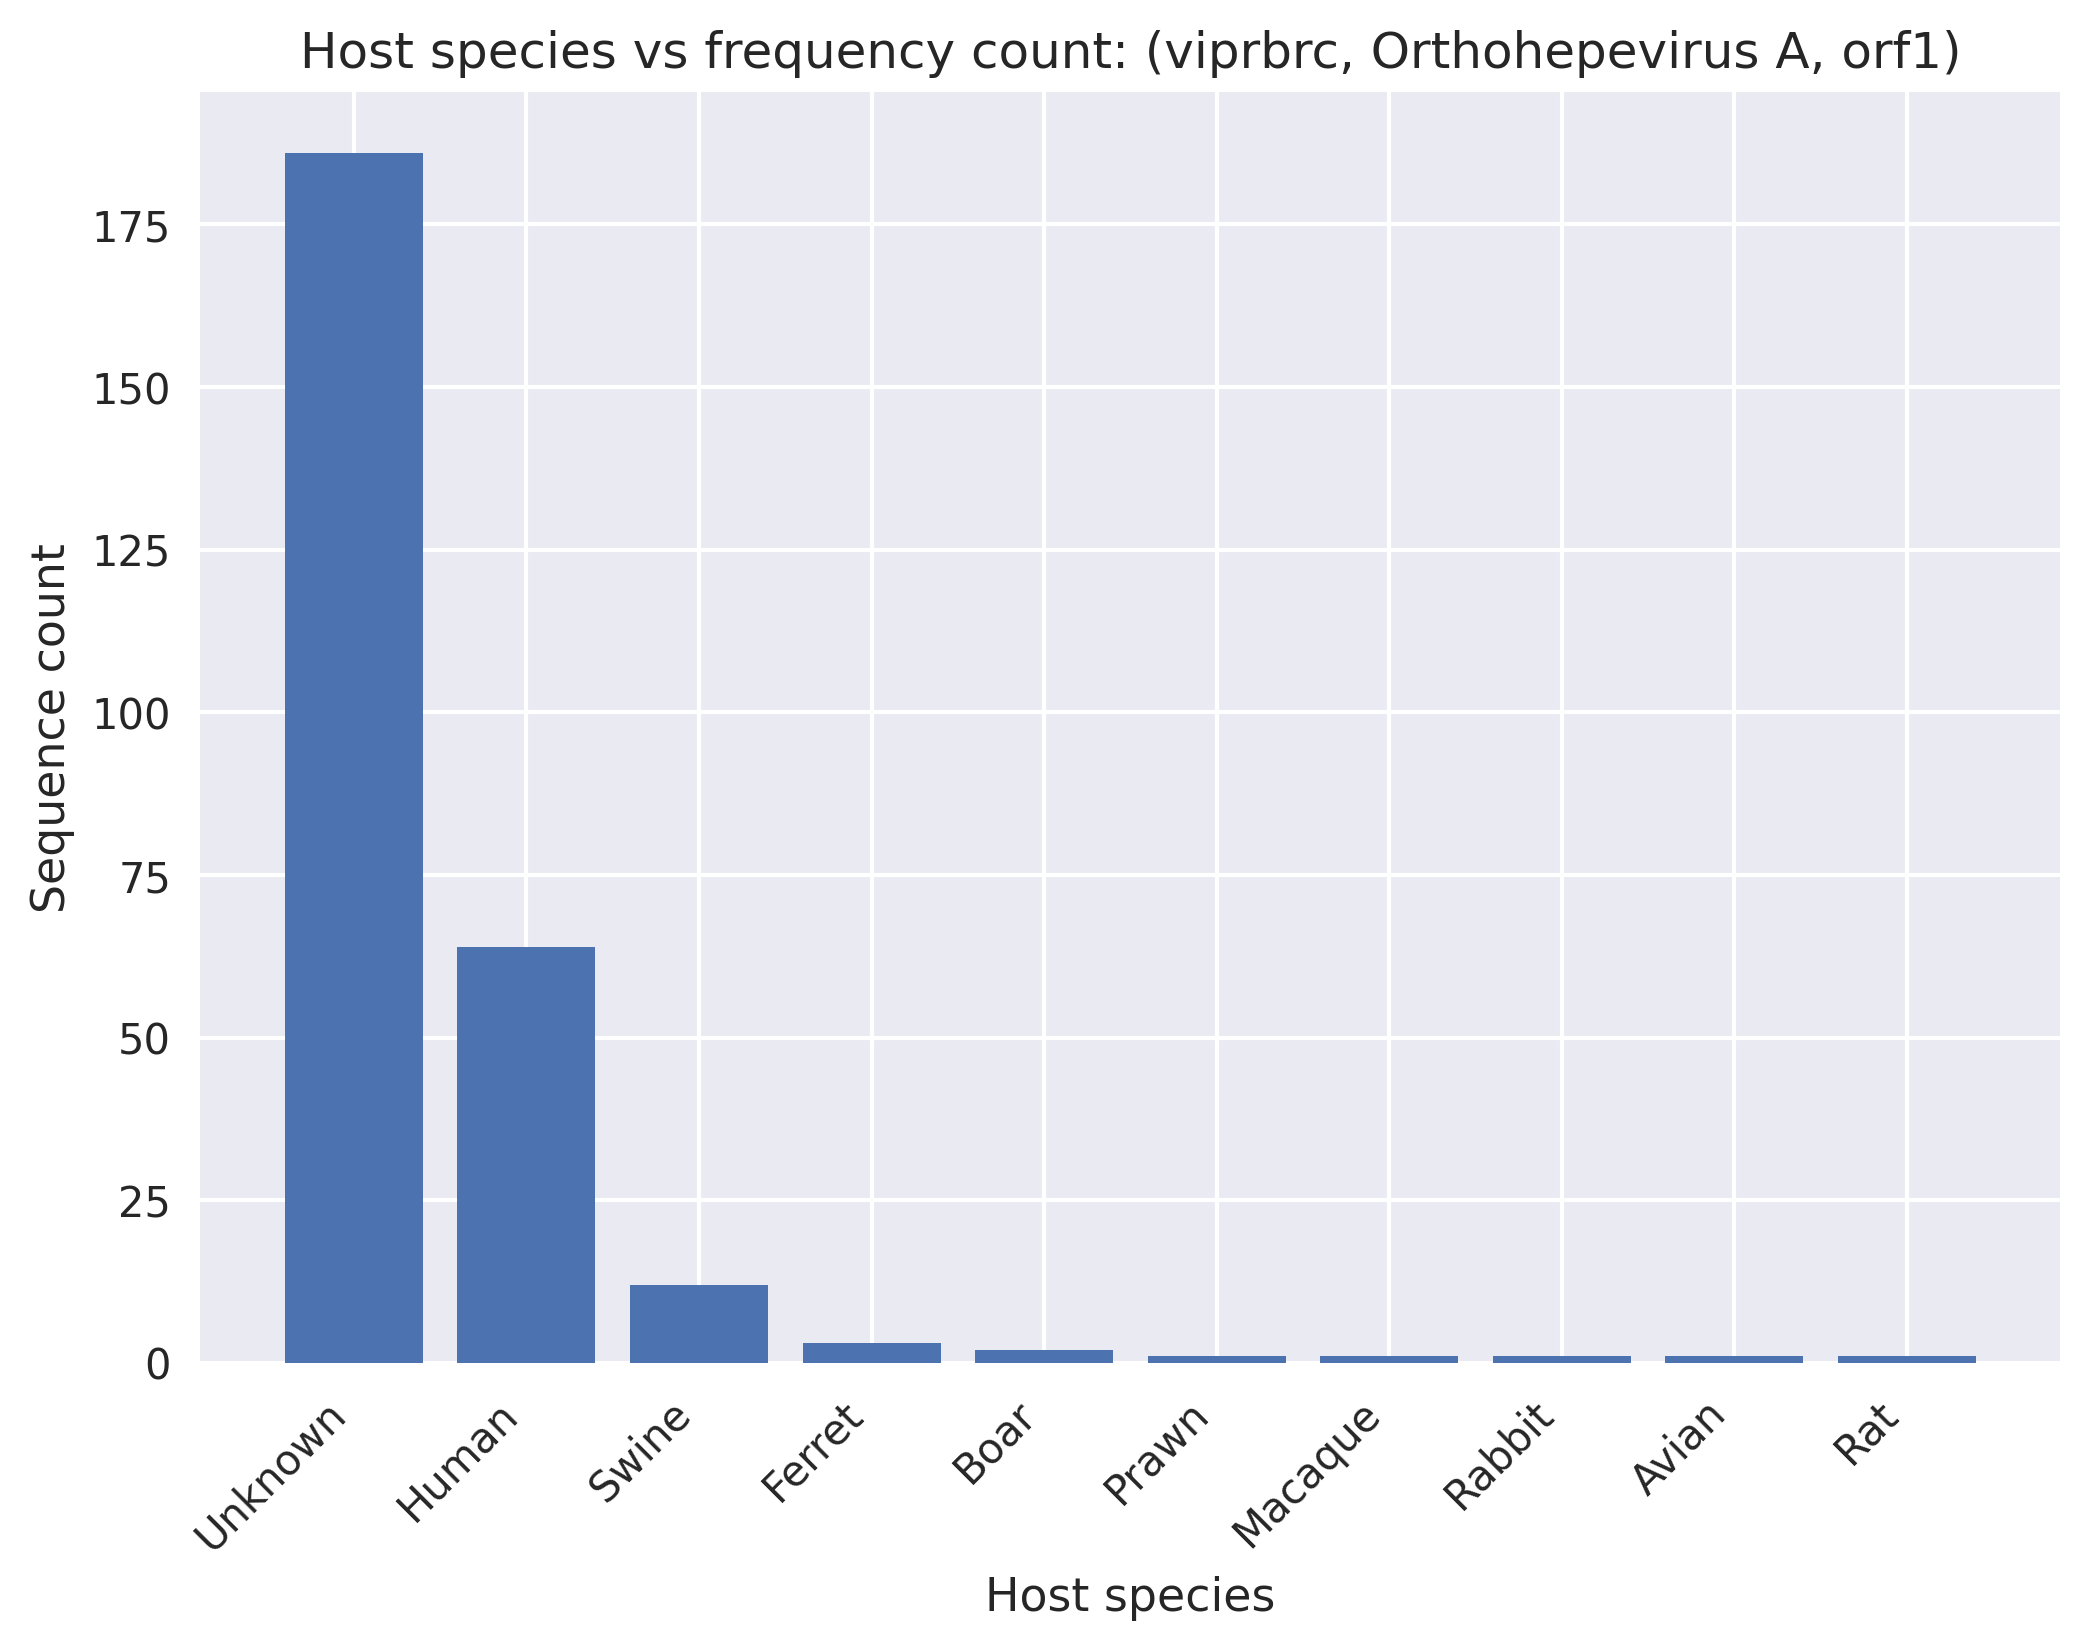 Host species vs frequency count: (viprbrc, Orthohepevirus A, orf1)
Sequence count
175
150
125
100
75
50
25
0
Unknown
Human
Swine
Ferret
Boar
Prawn
Macaque
Rabbit
Avian
Rat
Host species